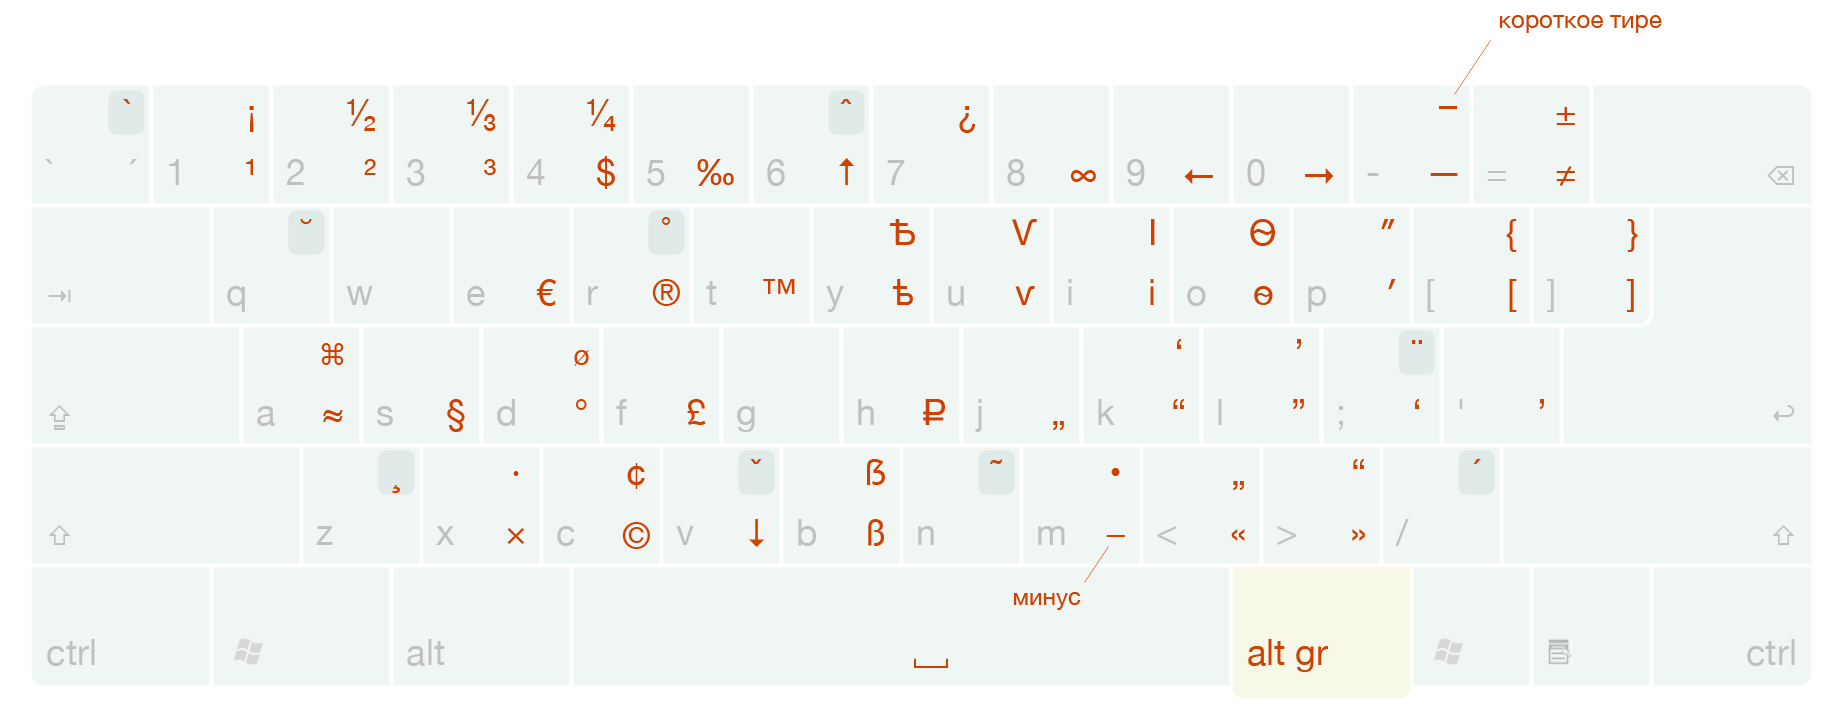 короткое тире
` ¡ ½ ⅓ ¼ ˆ ¿ – ±
` ´ 1 ¹ 2 ² 3 ³ 4 $ 5 ‰ 6 ↑ 7 8 ∞ 9 ← 0 → - — = ≠
˘ ˚ Ѣ Ѵ І Ѳ ″ { }
q w e € r ® t ™ y ѣ u ѵ i і o ѳ p ′ [ [ ] ]
⌘ ⌀ ‘ ’ ¨
a ≈ s § d ° f £ g h ₽ j „ k “ l ” ; ‘ ' ’
¸ · ¢ ˇ ẞ ˜ • „ “ ´
z x × c © v ↓ b ß n m − < « > » /
минус
ctrl alt alt gr ctrl